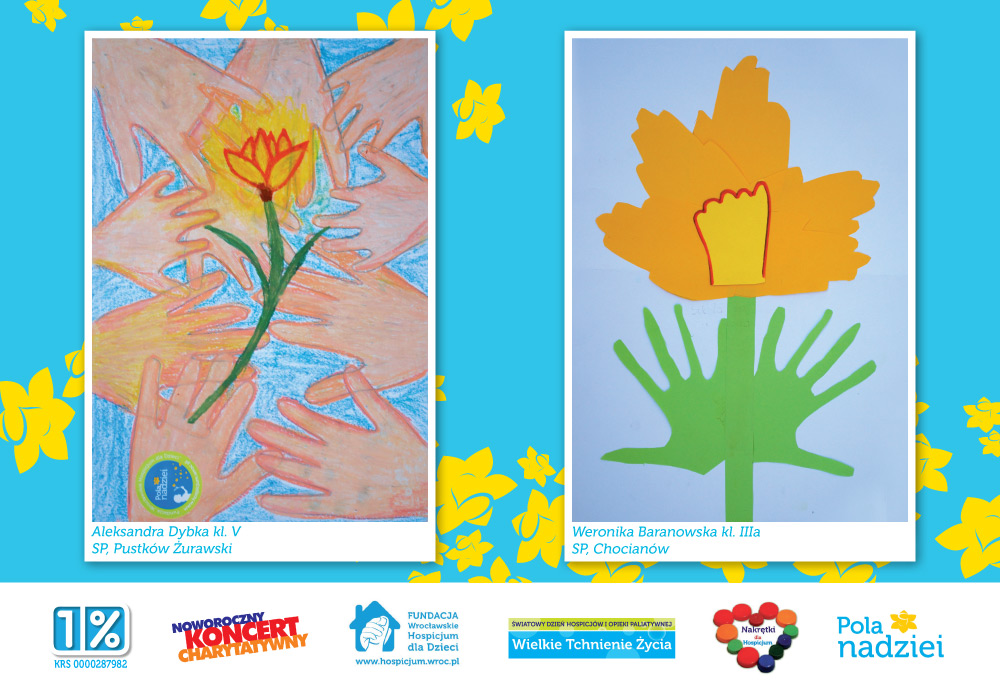 Pola
nadziei
Aleksandra Dybka kl. V
SP, Pustków Żurawski
Weronika Baranowska kl. IIIa
SP, Chocianów
1%
KRS 0000287982
NOWOROCZNY
KONCERT
CHARYTATYWNY
FUNDACJA
Wrocławskie
Hospicjum
dla Dzieci
www.hospicjum.wroc.pl
ŚWIATOWY DZIEŃ HOSPICJÓW I OPIEKI PALIATYWNEJ
Wielkie Tchnienie Życia
Nakrętki
dla
Hospicjum
Pola
nadziei